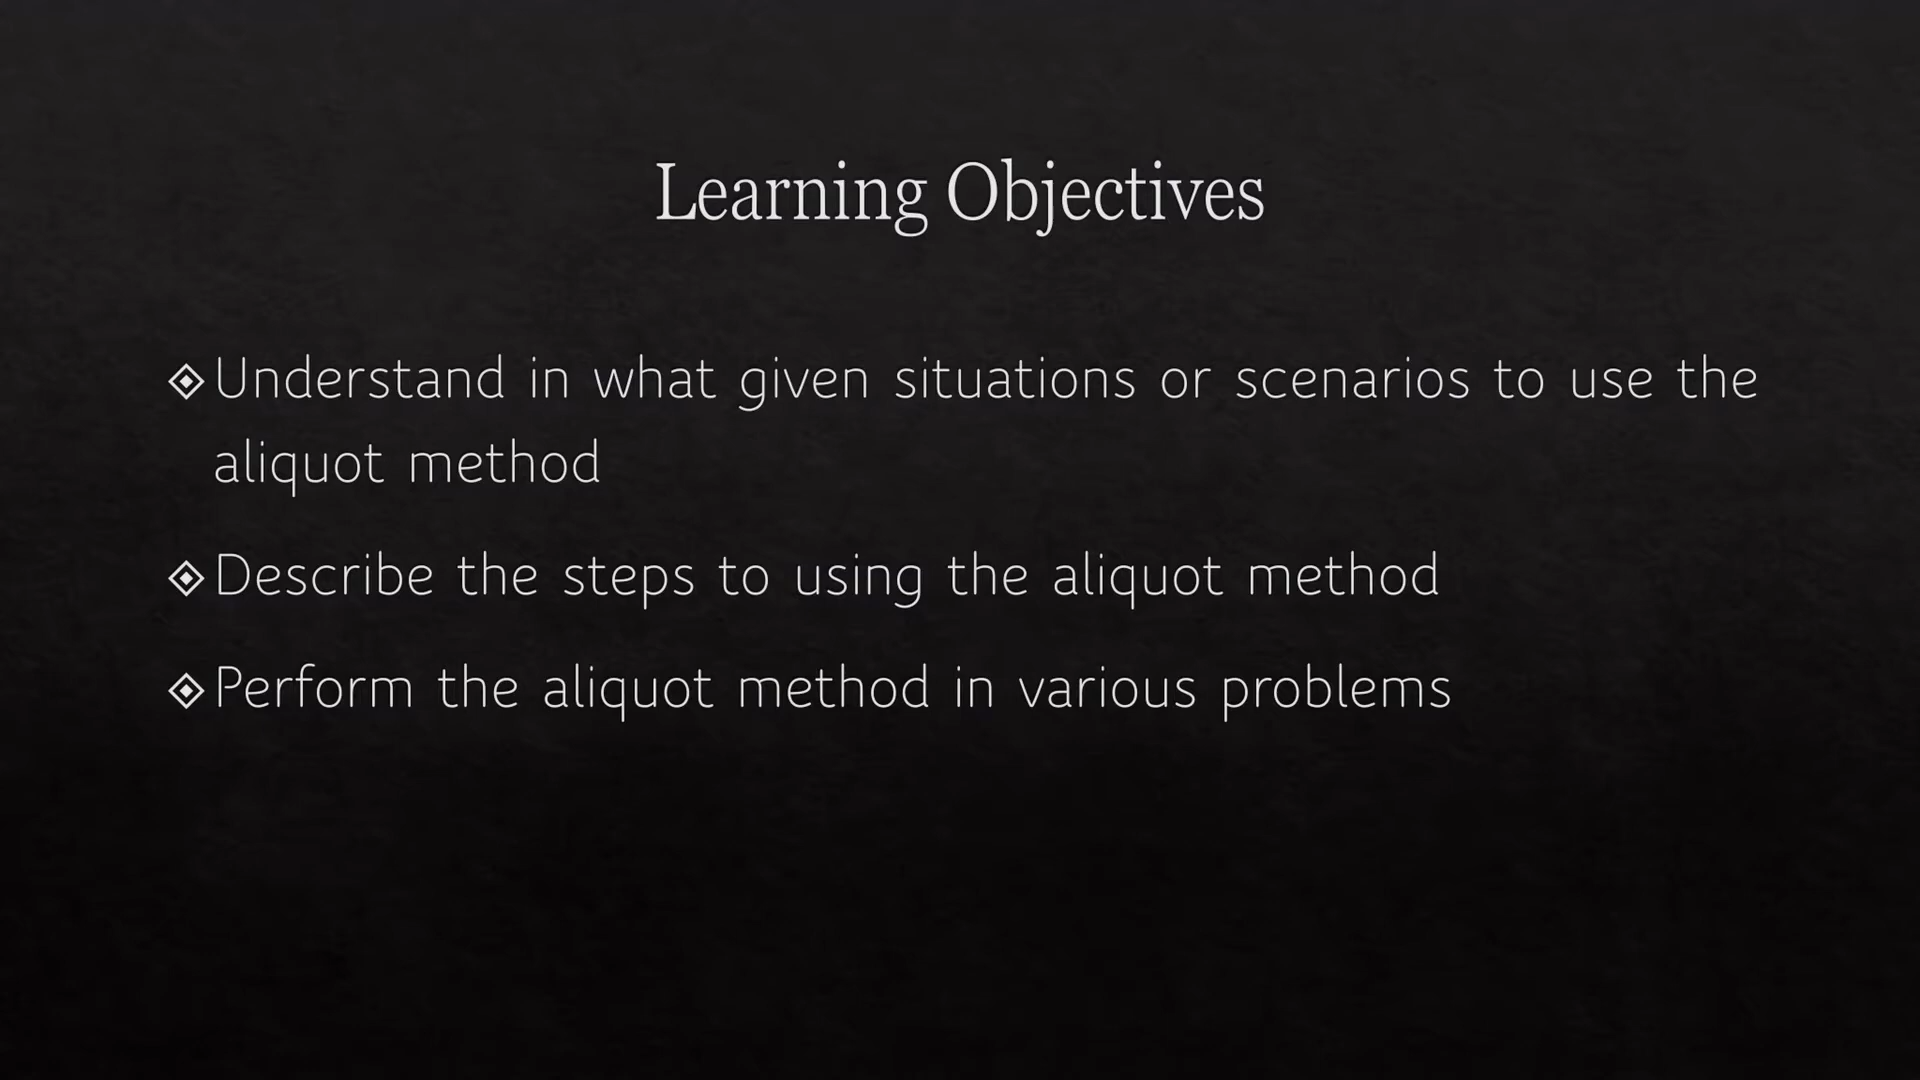 Learning Objectives
Understand in what given situations or scenarios to use the
aliquot method
Describe the steps to using the aliquot method
Perform the aliquot method in various problems